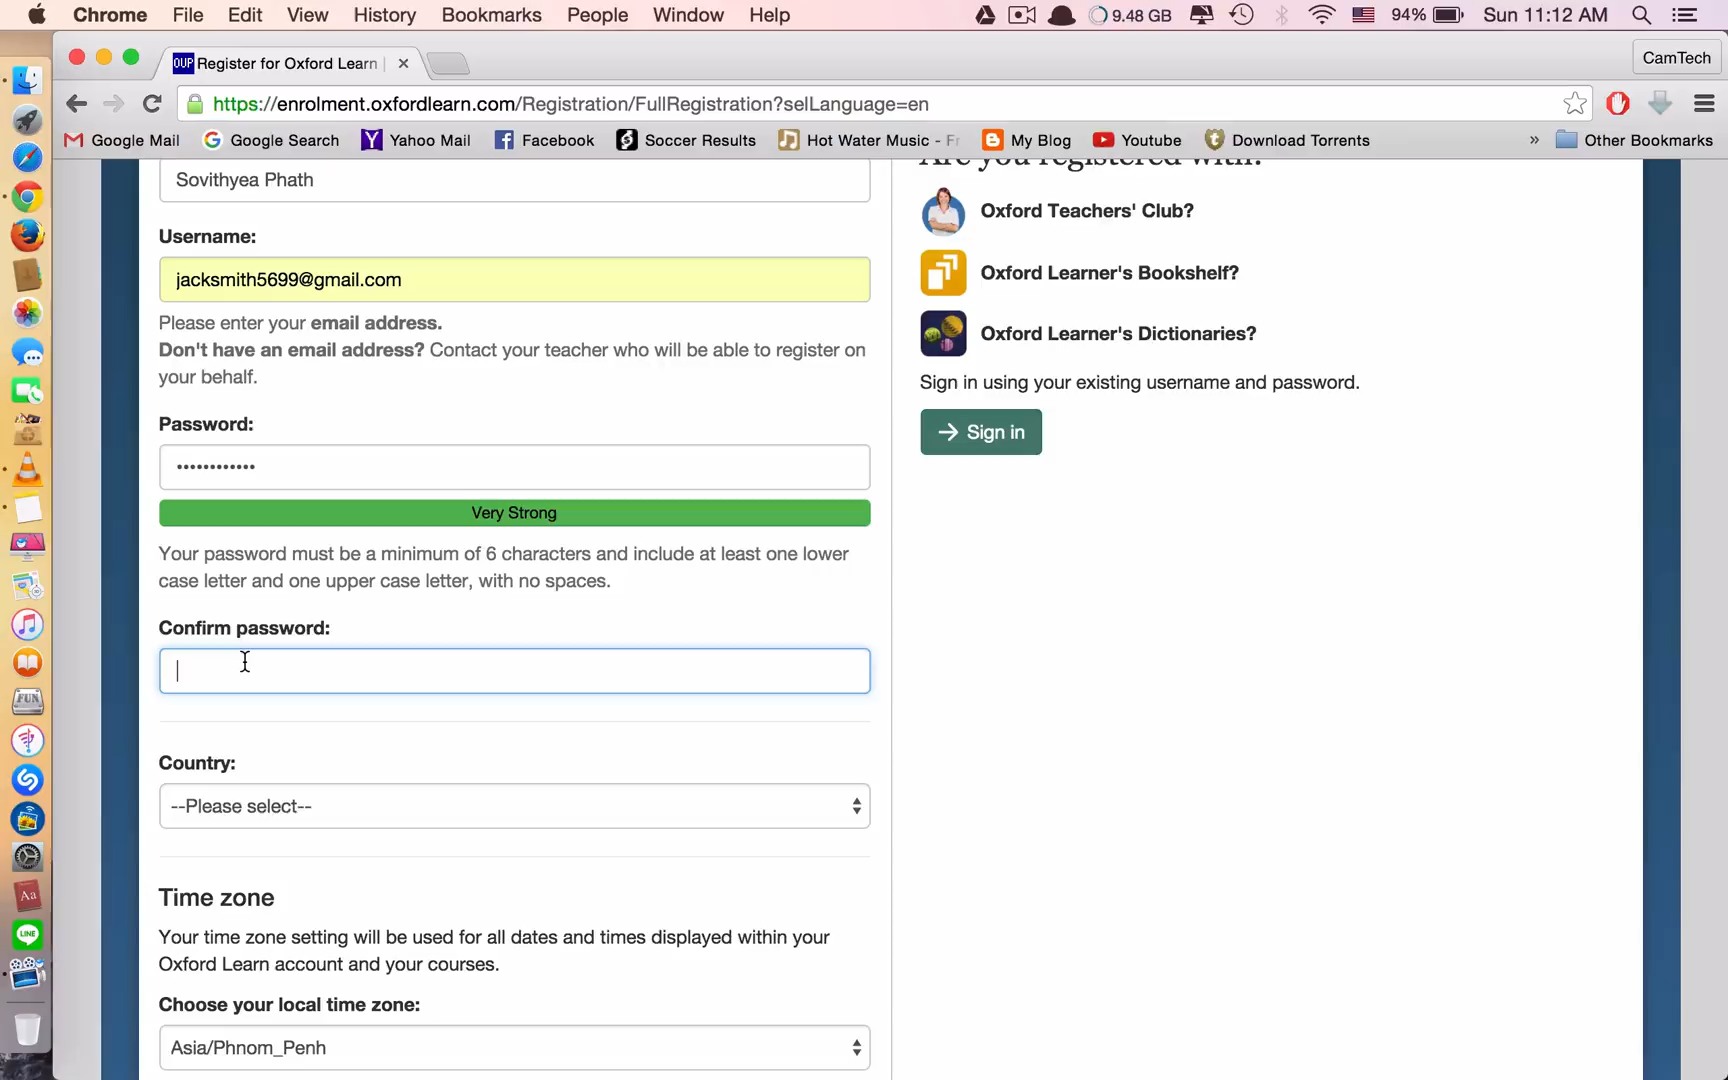 Chrome File Edit View History Bookmarks People Window Help 9.48 GB 94% Sun 11:12 AM
OUP Register for Oxford Learn CamTech
https://enrolment.oxfordlearn.com/Registration/FullRegistration?selLanguage=en
Google Mail Google Search Yahoo Mail Facebook Soccer Results Hot Water Music - Fr My Blog Youtube Download Torrents » Other Bookmarks
Are you registered with:
Sovithyea Phath
Username:
jacksmith5699@gmail.com
Please enter your email address.
Don't have an email address? Contact your teacher who will be able to register on
your behalf.
Password:
••••••••••••
Very Strong
Your password must be a minimum of 6 characters and include at least one lower
case letter and one upper case letter, with no spaces.
Confirm password:
Country:
--Please select--
Time zone
Your time zone setting will be used for all dates and times displayed within your
Oxford Learn account and your courses.
Choose your local time zone:
Asia/Phnom_Penh
Oxford Teachers' Club?
Oxford Learner's Bookshelf?
Oxford Learner's Dictionaries?
Sign in using your existing username and password.
Sign in
FUN
Aa
LINE